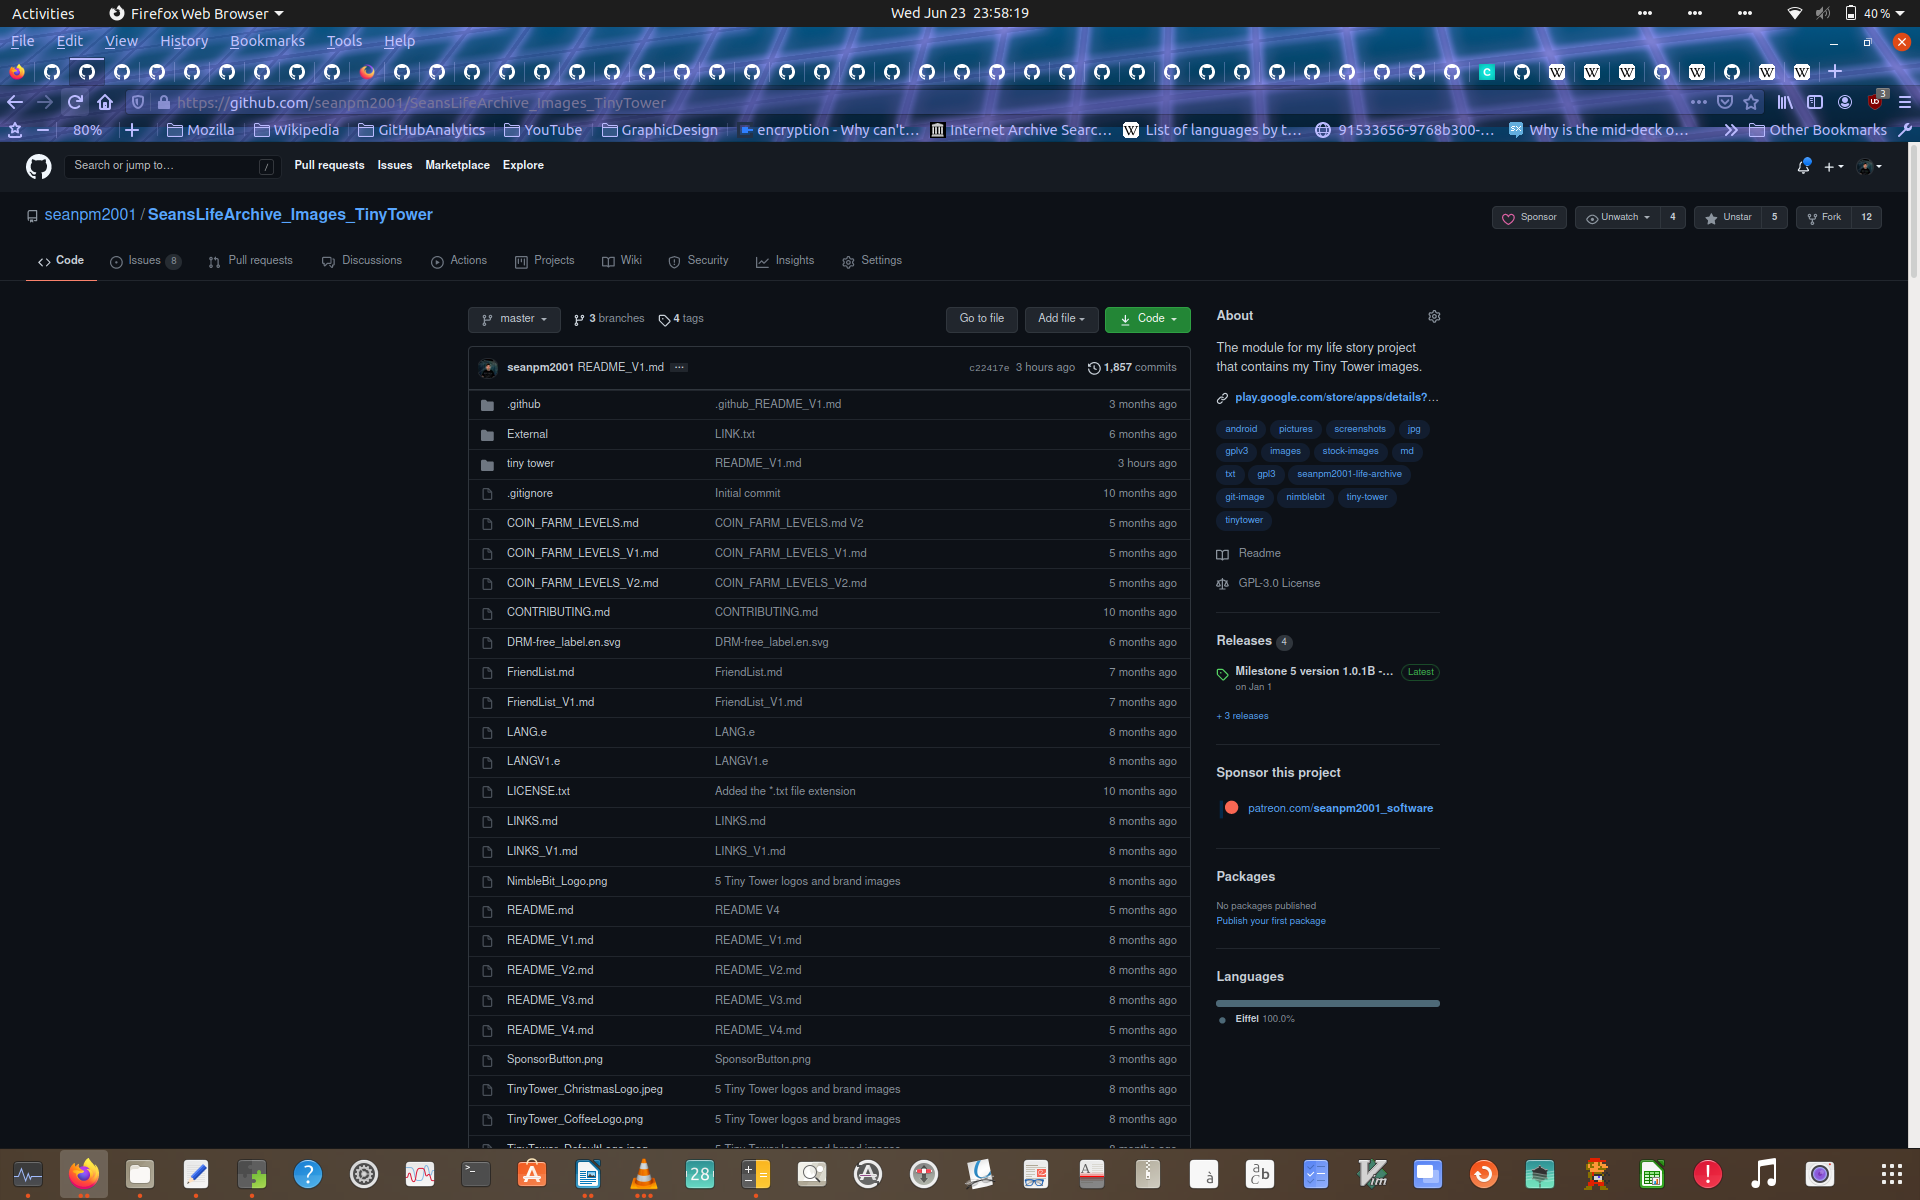 Activities Firefox Web Browser Wed Jun 23 23:58:19 40 %
File Edit View History Bookmarks Tools Help
https://github.com/seanpm2001/SeansLifeArchive_Images_TinyTower 3
80% Mozilla Wikipedia GitHubAnalytics YouTube GraphicDesign encryption - Why can't… Internet Archive Searc… List of languages by t… 91533656-9768b300-… Why is the mid-deck o… Other Bookmarks
Search or jump to… / Pull requests Issues Marketplace Explore
seanpm2001 / SeansLifeArchive_Images_TinyTower Sponsor Unwatch 4 Unstar 5 Fork 12
Code Issues 8 Pull requests Discussions Actions Projects Wiki Security Insights Settings
master 3 branches 4 tags Go to file Add file Code
seanpm2001 README_V1.md c22417e 3 hours ago 1,857 commits
.github .github_README_V1.md 3 months ago
External LINK.txt 6 months ago
tiny tower README_V1.md 3 hours ago
.gitignore Initial commit 10 months ago
COIN_FARM_LEVELS.md COIN_FARM_LEVELS.md V2 5 months ago
COIN_FARM_LEVELS_V1.md COIN_FARM_LEVELS_V1.md 5 months ago
COIN_FARM_LEVELS_V2.md COIN_FARM_LEVELS_V2.md 5 months ago
CONTRIBUTING.md CONTRIBUTING.md 10 months ago
DRM-free_label.en.svg DRM-free_label.en.svg 6 months ago
FriendList.md FriendList.md 7 months ago
FriendList_V1.md FriendList_V1.md 7 months ago
LANG.e LANG.e 8 months ago
LANGV1.e LANGV1.e 8 months ago
LICENSE.txt Added the *.txt file extension 10 months ago
LINKS.md LINKS.md 8 months ago
LINKS_V1.md LINKS_V1.md 8 months ago
NimbleBit_Logo.png 5 Tiny Tower logos and brand images 8 months ago
README.md README V4 5 months ago
README_V1.md README_V1.md 8 months ago
README_V2.md README_V2.md 8 months ago
README_V3.md README_V3.md 8 months ago
README_V4.md README_V4.md 5 months ago
SponsorButton.png SponsorButton.png 3 months ago
TinyTower_ChristmasLogo.jpeg 5 Tiny Tower logos and brand images 8 months ago
TinyTower_CoffeeLogo.png 5 Tiny Tower logos and brand images 8 months ago
About
The module for my life story project
that contains my Tiny Tower images.
play.google.com/store/apps/details?…
android pictures screenshots jpg
gplv3 images stock-images md
txt gpl3 seanpm2001-life-archive
git-image nimblebit tiny-tower
tinytower
Readme
GPL-3.0 License
Releases 4
Milestone 5 version 1.0.1B -… Latest
on Jan 1
+ 3 releases
Sponsor this project
patreon.com/seanpm2001_software
Packages
No packages published
Publish your first package
Languages
Eiffel 100.0%
28